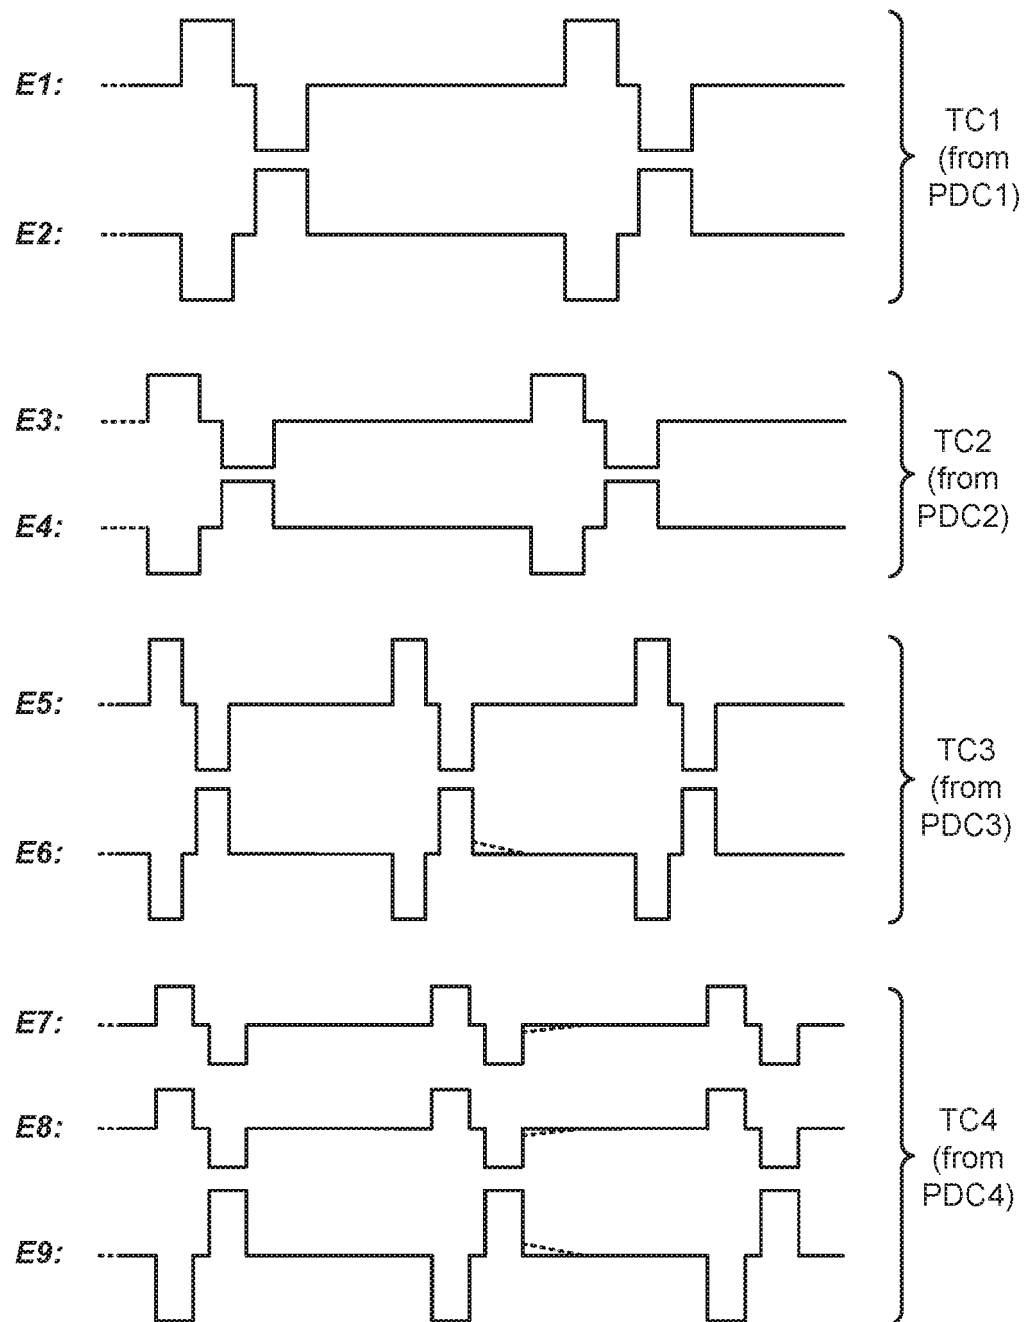 E1:
E2:
TC1
(from
PDC1)
E3:
E4:
TC2
(from
PDC2)
E5:
E6:
TC3
(from
PDC3)
E7:
E8:
E9:
TC4
(from
PDC4)